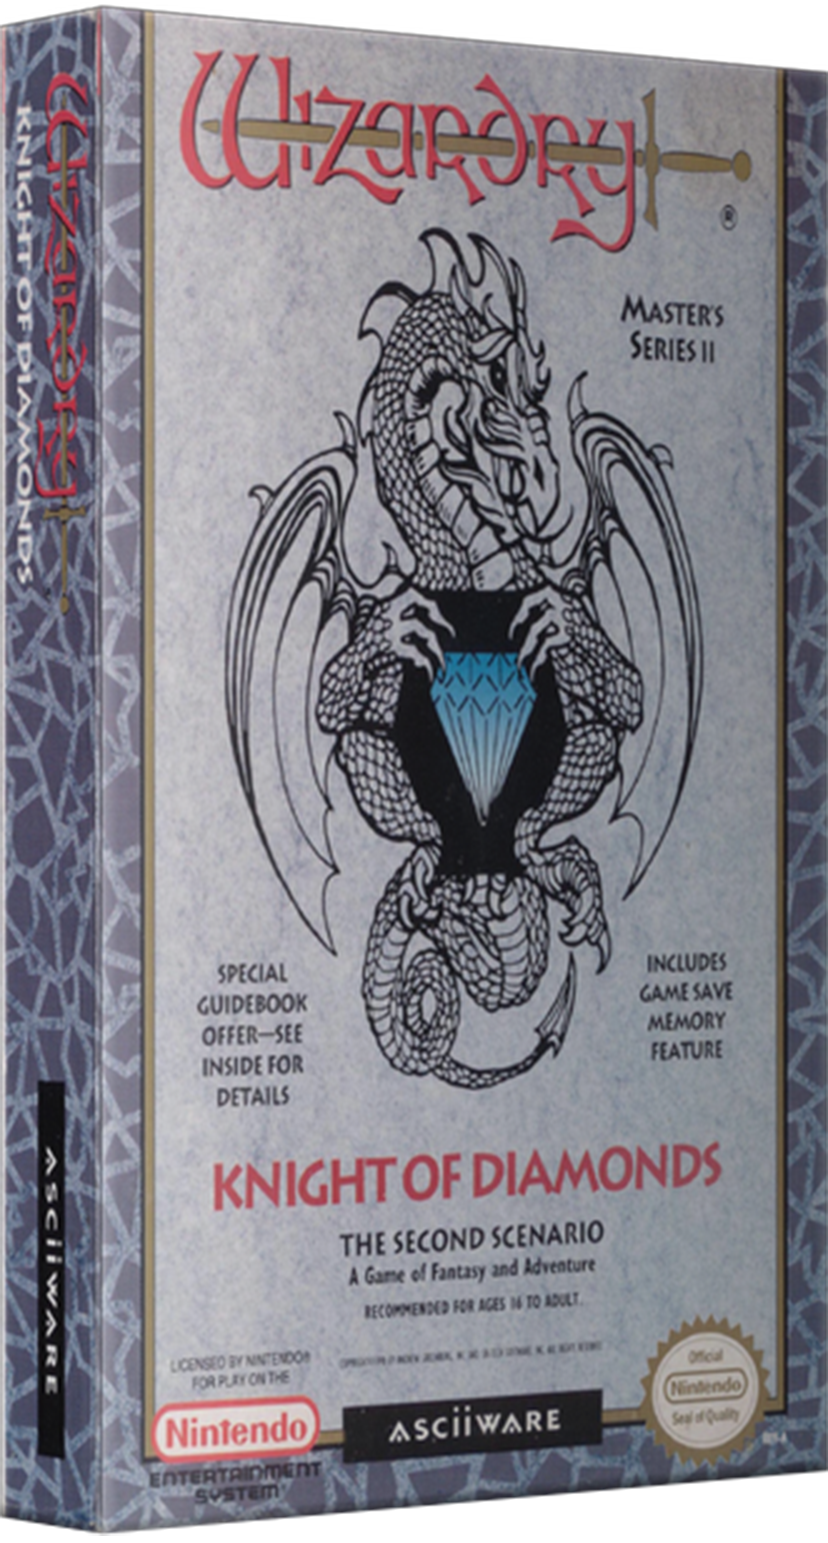 Wizardry
KNIGHT OF DIAMONDS
ASCiiWARE
Wizardry
®
MASTER'S
SERIES II
SPECIAL
GUIDEBOOK
OFFER—SEE
INSIDE FOR
DETAILS
INCLUDES
GAME SAVE
MEMORY
FEATURE
KNIGHT OF DIAMONDS
THE SECOND SCENARIO
A Game of Fantasy and Adventure
RECOMMENDED FOR AGES 16 TO ADULT.
LICENSED BY NINTENDO®
FOR PLAY ON THE
Nintendo
ENTERTAINMENT
SYSTEM
ASCiiWARE
Official
Nintendo
Seal of Quality